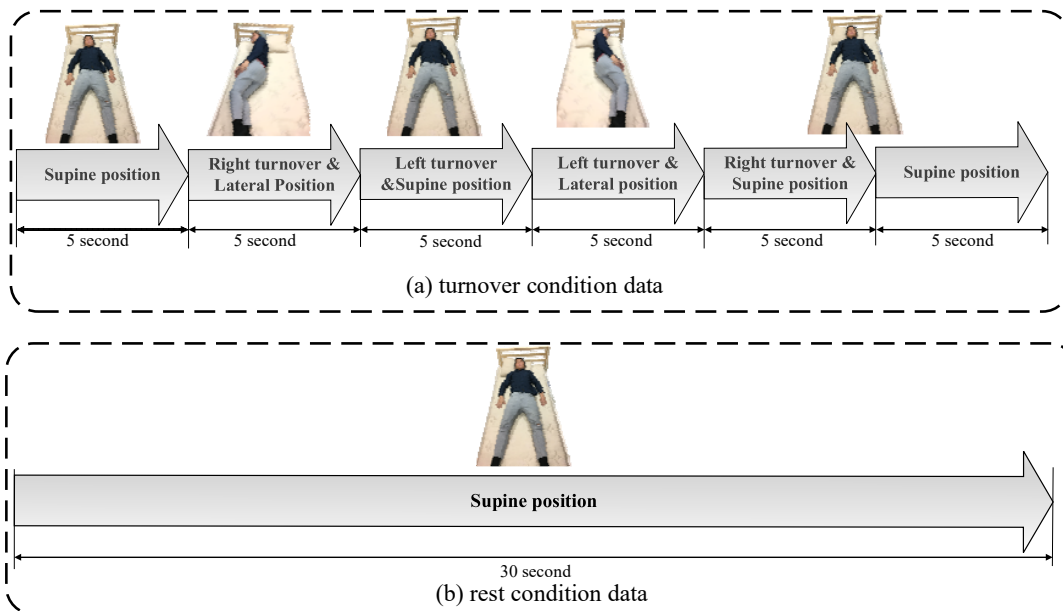 Supine position
Right turnover &
Lateral Position
Left turnover
&Supine position
Left turnover &
Lateral position
Right turnover &
Supine position
Supine position
5 second
5 second
5 second
5 second
5 second
5 second
(a) turnover condition data
Supine position
30 second
(b) rest condition data